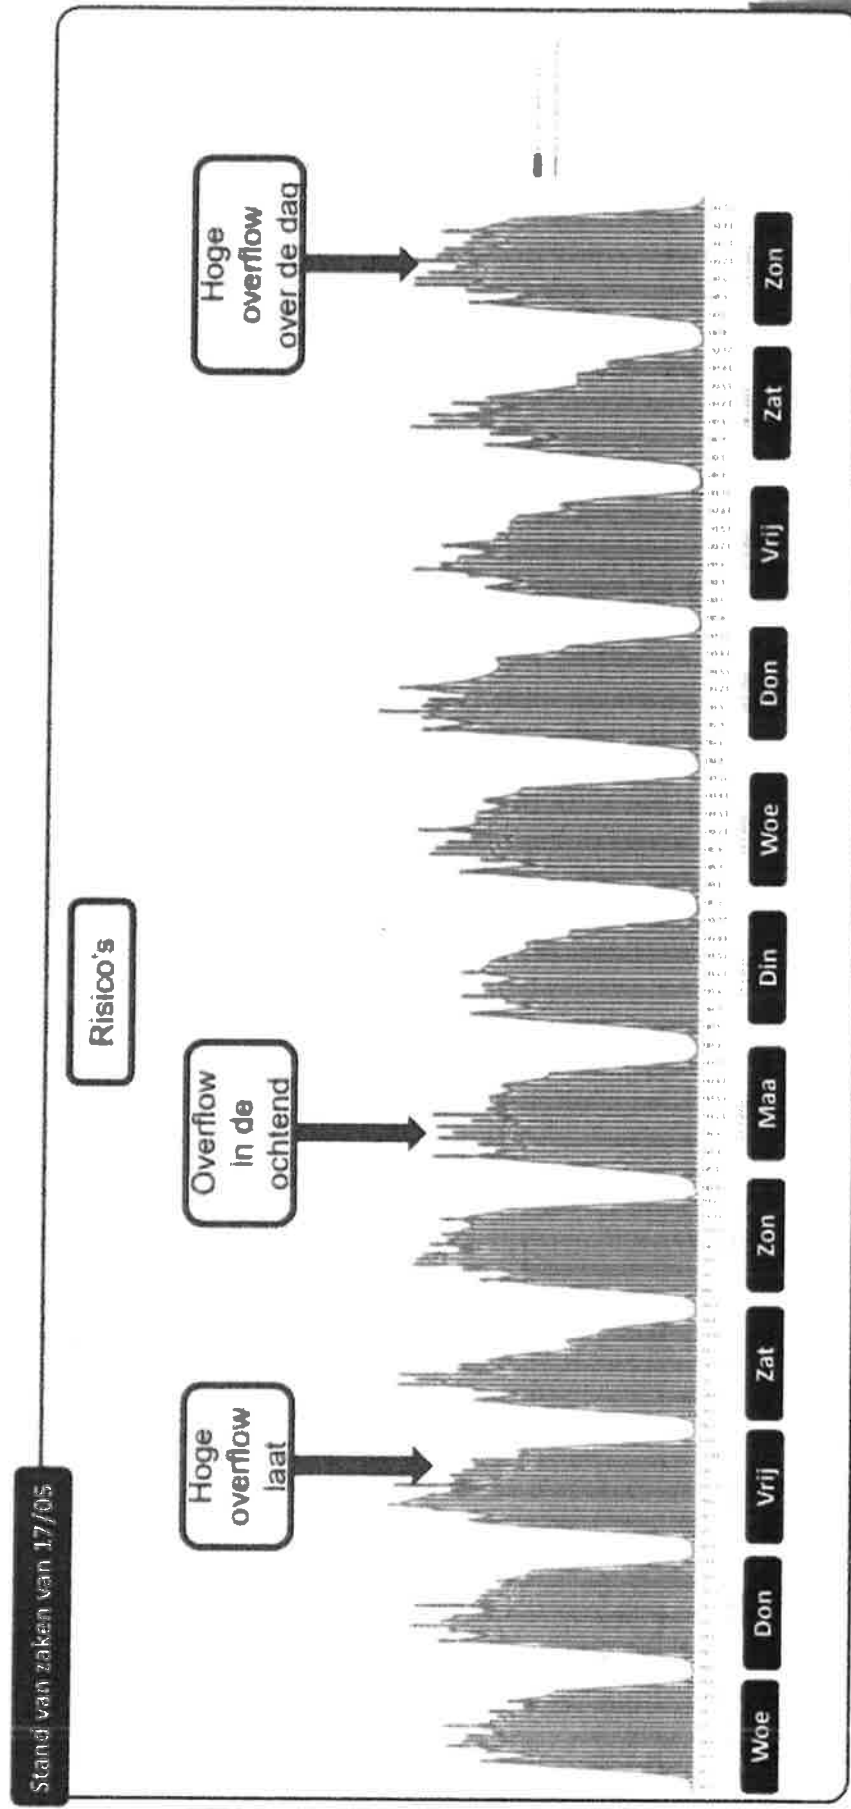 Stand van zaken van 17/05
Risico's
Hoge
overflow
laat
Overflow
in de
ochtend
Hoge
overflow
over de dag
Woe
Don
Vrij
Zat
Zon
Maa
Din
Woe
Don
Vrij
Zat
Zon